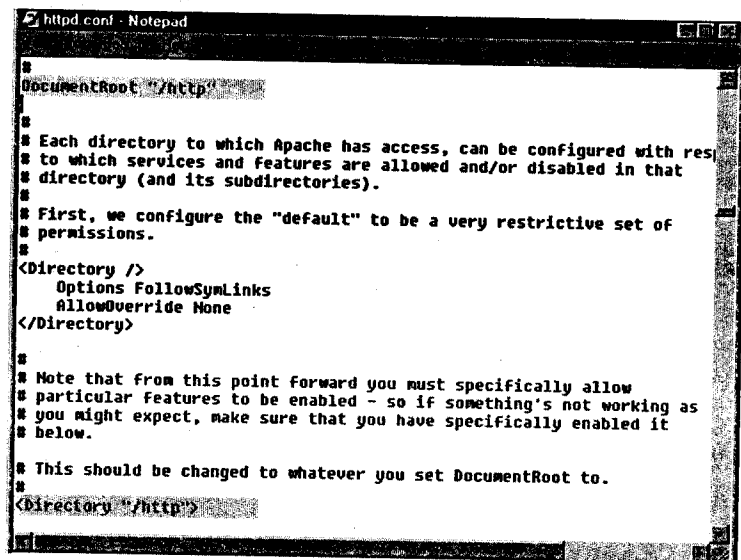 httpd.conf - Notepad
#
DocumentRoot "/http"
#
# Each directory to which Apache has access, can be configured with resp
# to which services and features are allowed and/or disabled in that
# directory (and its subdirectories).
#
# First, we configure the "default" to be a very restrictive set of
# permissions.
#
<Directory />
    Options FollowSymLinks
    AllowOverride None
</Directory>
#
# Note that from this point forward you must specifically allow
# particular features to be enabled - so if something's not working as
# you might expect, make sure that you have specifically enabled it
# below.
# This should be changed to whatever you set DocumentRoot to.
#
<Directory "/http">